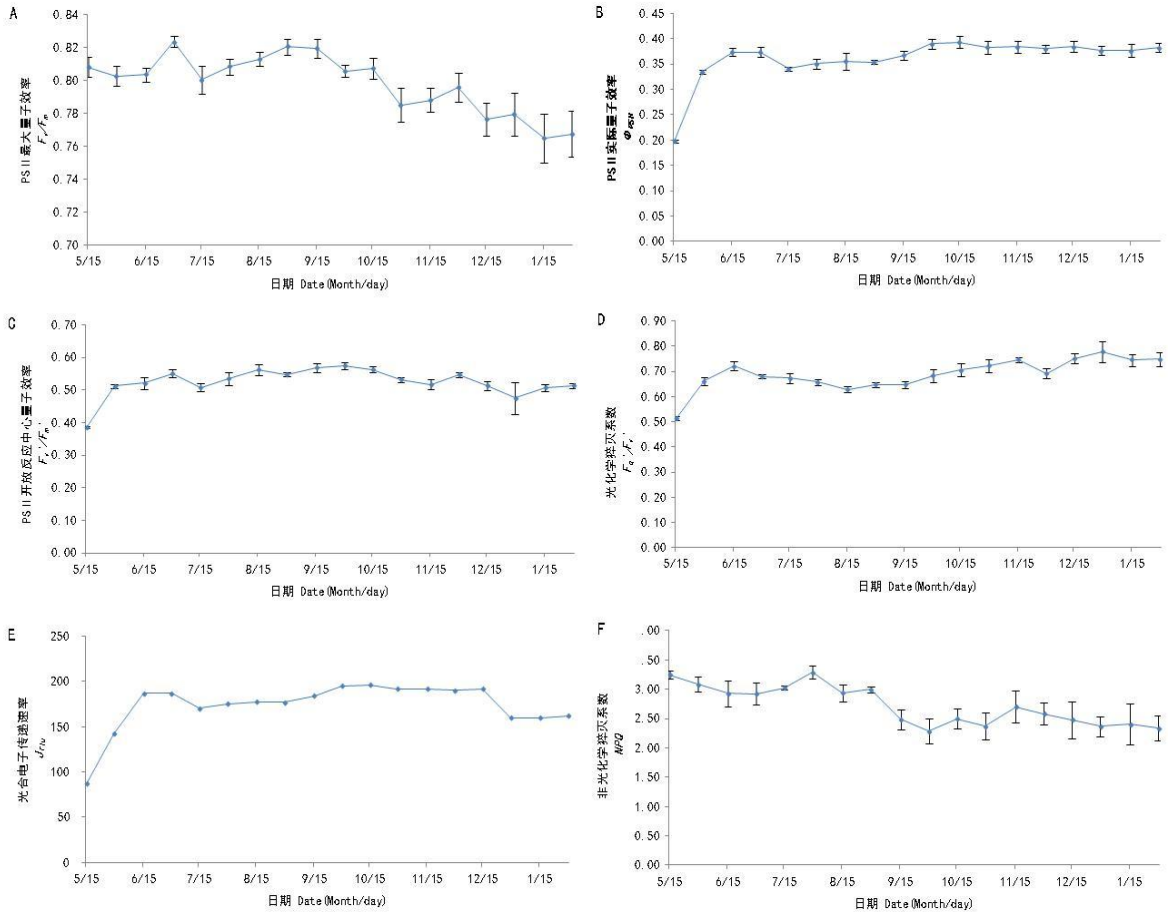 A
0.84
0.82
0.80
0.78
0.76
0.74
0.72
0.70
PSII最大量子效率
Fv/Fm
5/15 6/15 7/15 8/15 9/15 10/15 11/15 12/15 1/15
日期 Date(Month/day)
B
0.45
0.40
0.35
0.30
0.25
0.20
0.15
0.10
0.05
0.00
PSII实际量子效率
ΦPSII
5/15 6/15 7/15 8/15 9/15 10/15 11/15 12/15 1/15
日期 Date(Month/day)
C
0.70
0.60
0.50
0.40
0.30
0.20
0.10
0.00
PSII开放反应中心量子效率
Fv'/Fm'
5/15 6/15 7/15 8/15 9/15 10/15 11/15 12/15 1/15
日期 Date(Month/day)
D
0.90
0.80
0.70
0.60
0.50
0.40
0.30
0.20
0.10
0.00
光化学猝灭系数
Fq'/Fv'
5/15 6/15 7/15 8/15 9/15 10/15 11/15 12/15 1/15
日期 Date(Month/day)
E
250
200
150
100
50
0
光合电子传递速率
5/15 6/15 7/15 8/15 9/15 10/15 11/15 12/15 1/15
日期 Date(Month/day)
F
.00
.50
3.00
2.50
2.00
1.00
1.00
0.50
0.00
非光化学猝灭系数
NPQ
5/15 6/15 7/15 8/15 9/15 10/15 11/15 12/15 1/15
日期 Date(Month/day)